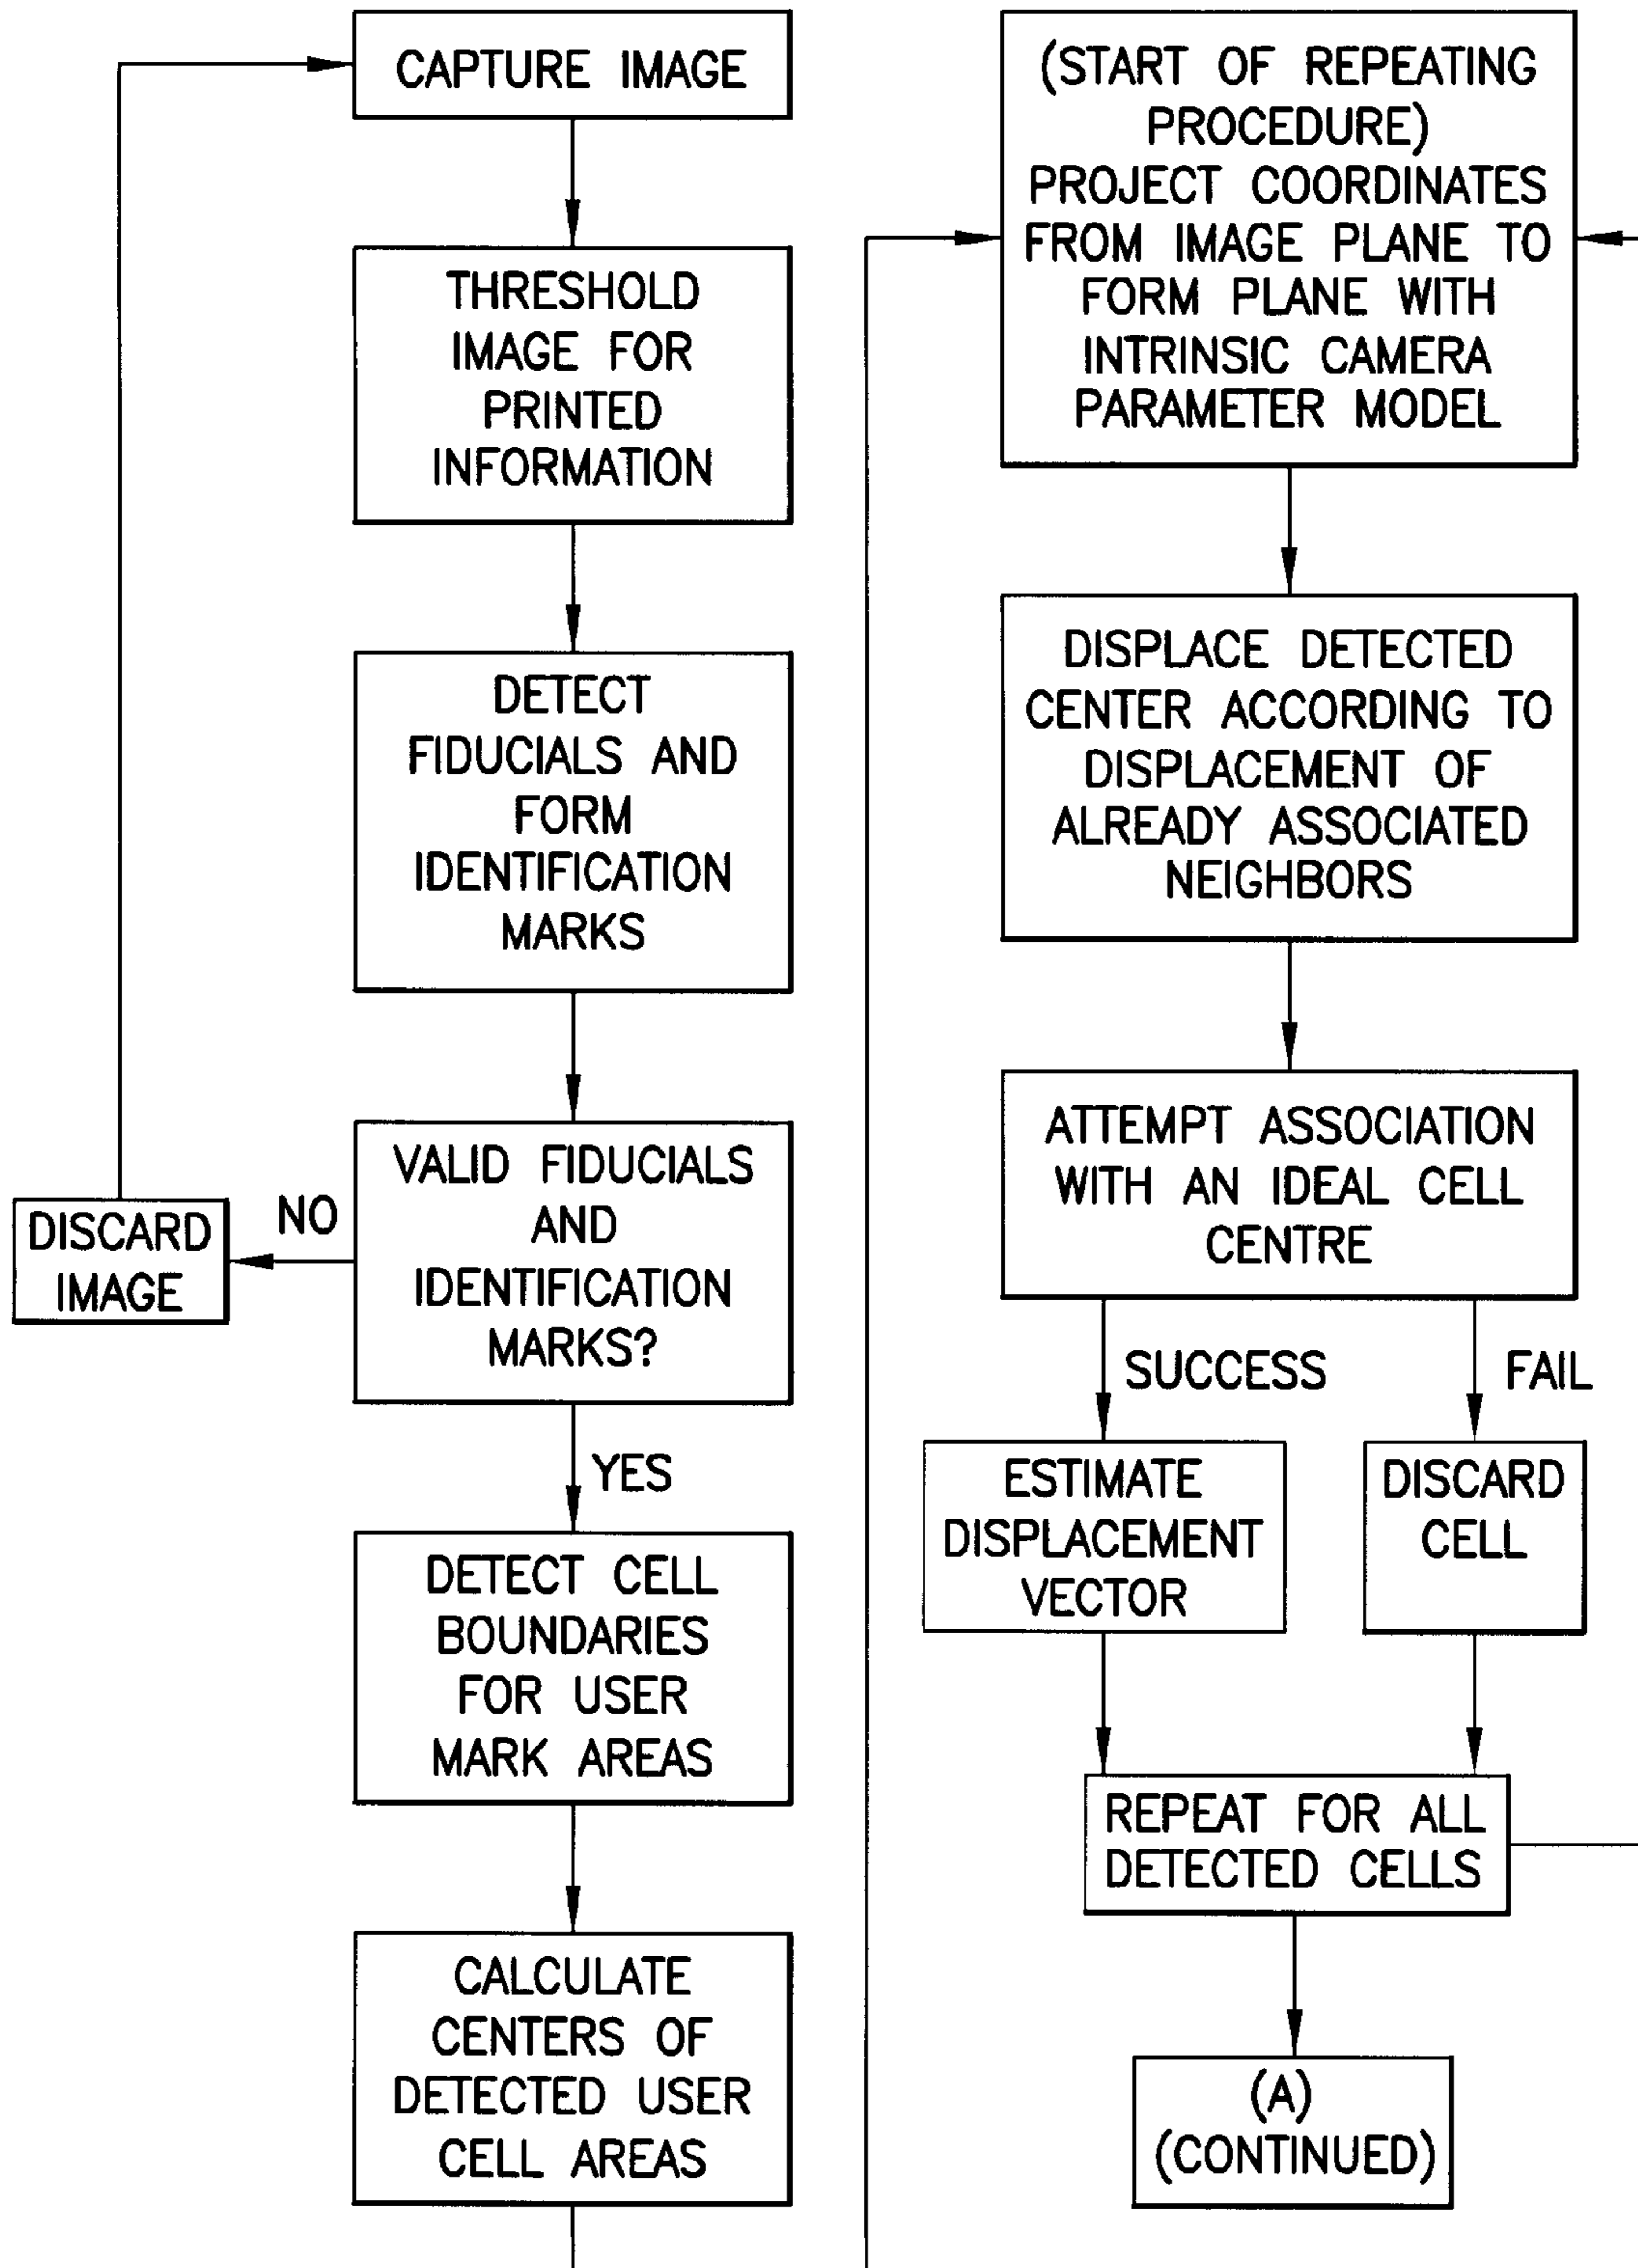 CAPTURE IMAGE
THRESHOLD
IMAGE FOR
PRINTED
INFORMATION
DETECT
FIDUCIALS AND
FORM
IDENTIFICATION
MARKS
VALID FIDUCIALS
AND
IDENTIFICATION
MARKS?
NO
DISCARD
IMAGE
YES
DETECT CELL
BOUNDARIES
FOR USER
MARK AREAS
CALCULATE
CENTERS OF
DETECTED USER
CELL AREAS
(START OF REPEATING
PROCEDURE)
PROJECT COORDINATES
FROM IMAGE PLANE TO
FORM PLANE WITH
INTRINSIC CAMERA
PARAMETER MODEL
DISPLACE DETECTED
CENTER ACCORDING TO
DISPLACEMENT OF
ALREADY ASSOCIATED
NEIGHBORS
ATTEMPT ASSOCIATION
WITH AN IDEAL CELL
CENTRE
SUCCESS
FAIL
ESTIMATE
DISPLACEMENT
VECTOR
DISCARD
CELL
REPEAT FOR ALL
DETECTED CELLS
(A)
(CONTINUED)